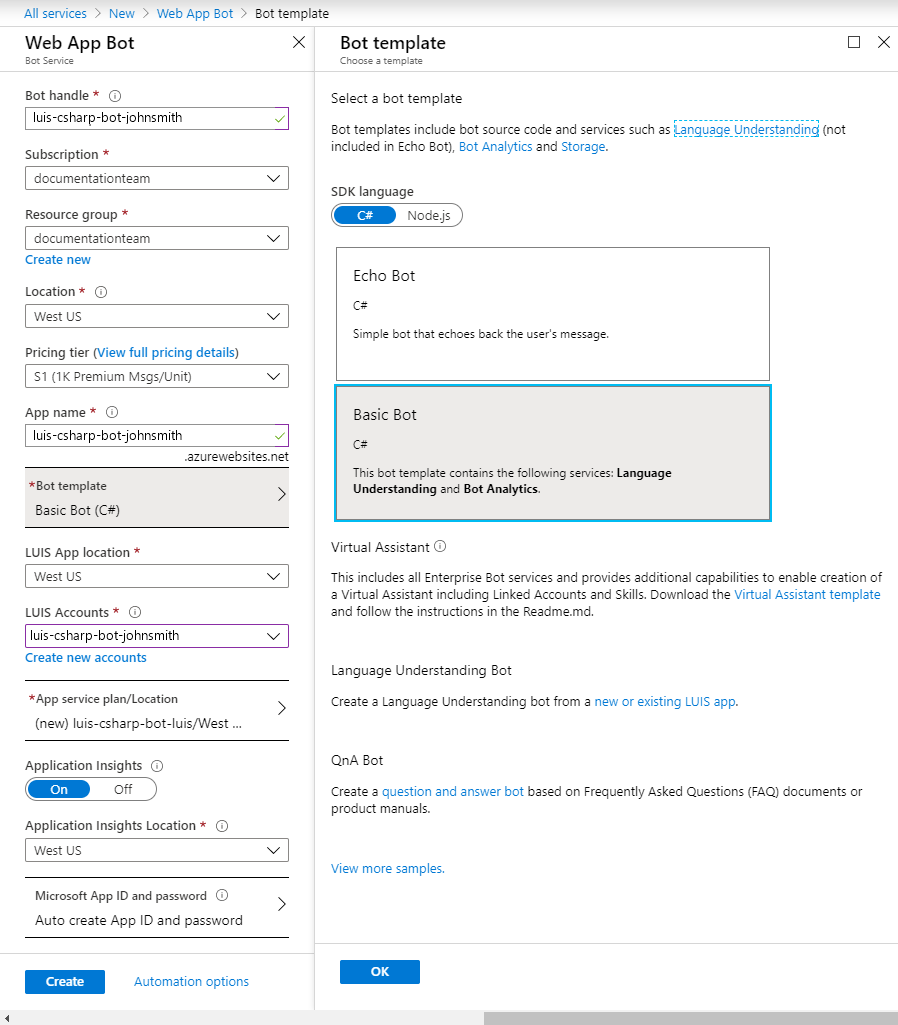 All services > New > Web App Bot > Bot template
Web App Bot
Bot Service
Bot handle *
luis-csharp-bot-johnsmith
Subscription *
documentationteam
Resource group *
documentationteam
Create new
Location *
West US
Pricing tier (View full pricing details)
S1 (1K Premium Msgs/Unit)
App name *
luis-csharp-bot-johnsmith
.azurewebsites.net
*Bot template
Basic Bot (C#)
LUIS App location *
West US
LUIS Accounts *
luis-csharp-bot-johnsmith
Create new accounts
*App service plan/Location
(new) luis-csharp-bot-luis/West ...
Application Insights
On Off
Application Insights Location *
West US
Microsoft App ID and password
Auto create App ID and password
Create Automation options
Bot template
Choose a template
Select a bot template
Bot templates include bot source code and services such as Language Understanding (not
included in Echo Bot), Bot Analytics and Storage.
SDK language
C# Node.js
Echo Bot
C#
Simple bot that echoes back the user's message.
Basic Bot
C#
This bot template contains the following services: Language
Understanding and Bot Analytics.
Virtual Assistant
This includes all Enterprise Bot services and provides additional capabilities to enable creation of
a Virtual Assistant including Linked Accounts and Skills. Download the Virtual Assistant template
and follow the instructions in the Readme.md.
Language Understanding Bot
Create a Language Understanding bot from a new or existing LUIS app.
QnA Bot
Create a question and answer bot based on Frequently Asked Questions (FAQ) documents or
product manuals.
View more samples.
OK